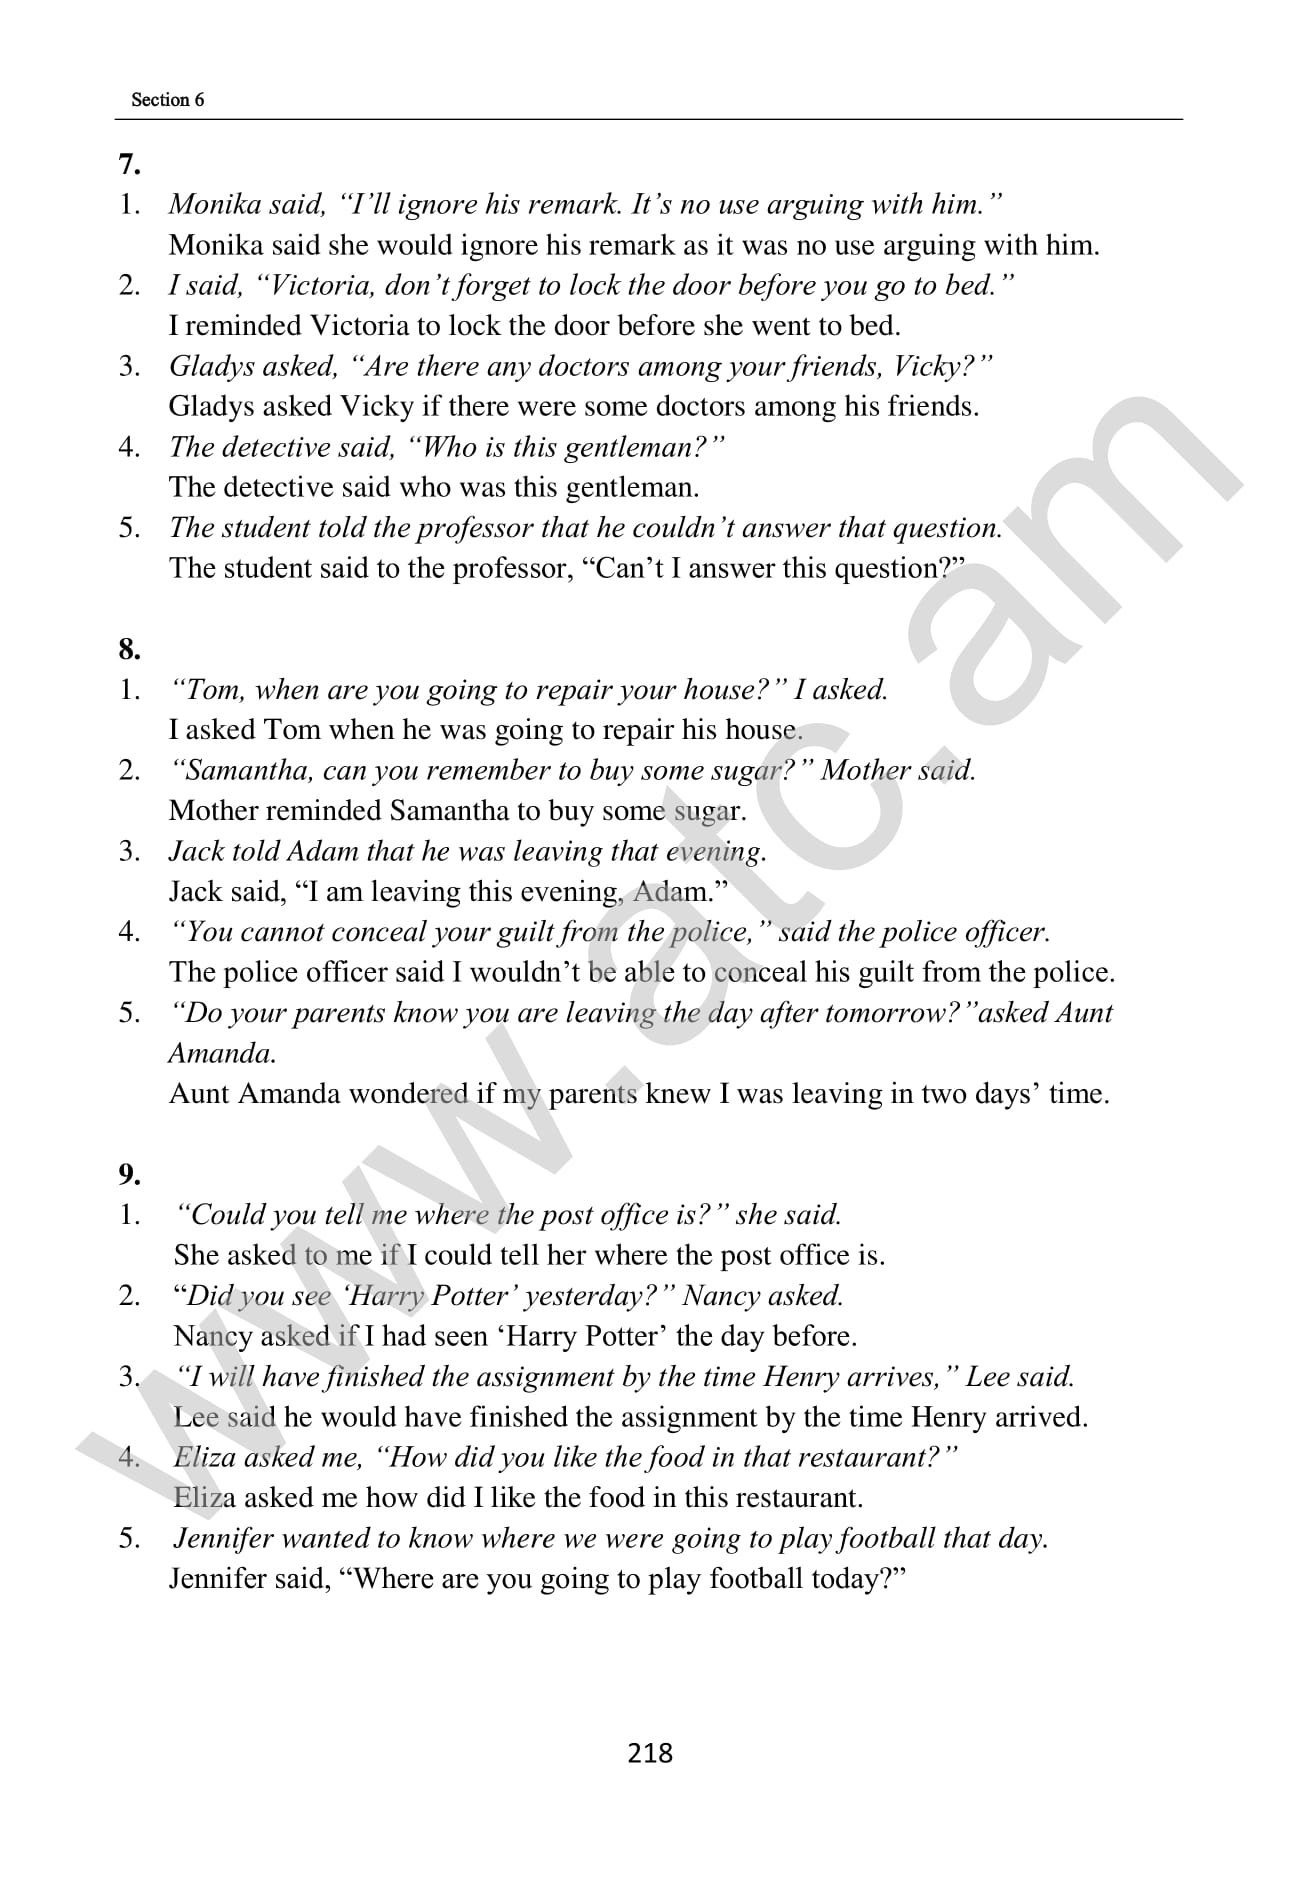 Section 6
7.
1. Monika said, “I’ll ignore his remark. It’s no use arguing with him.”
Monika said she would ignore his remark as it was no use arguing with him.
2. I said, “Victoria, don’t forget to lock the door before you go to bed.”
I reminded Victoria to lock the door before she went to bed.
3. Gladys asked, “Are there any doctors among your friends, Vicky?”
Gladys asked Vicky if there were some doctors among his friends.
4. The detective said, “Who is this gentleman?”
The detective said who was this gentleman.
5. The student told the professor that he couldn’t answer that question.
The student said to the professor, “Can’t I answer this question?”
8.
1. “Tom, when are you going to repair your house?” I asked.
I asked Tom when he was going to repair his house.
2. “Samantha, can you remember to buy some sugar?” Mother said.
Mother reminded Samantha to buy some sugar.
3. Jack told Adam that he was leaving that evening.
Jack said, “I am leaving this evening, Adam.”
4. “You cannot conceal your guilt from the police,” said the police officer.
The police officer said I wouldn’t be able to conceal his guilt from the police.
5. “Do your parents know you are leaving the day after tomorrow?”asked Aunt
Amanda.
Aunt Amanda wondered if my parents knew I was leaving in two days’ time.
9.
1. “Could you tell me where the post office is?” she said.
She asked to me if I could tell her where the post office is.
2. “Did you see ‘Harry Potter’ yesterday?” Nancy asked.
Nancy asked if I had seen ‘Harry Potter’ the day before.
3. “I will have finished the assignment by the time Henry arrives,” Lee said.
Lee said he would have finished the assignment by the time Henry arrived.
4. Eliza asked me, “How did you like the food in that restaurant?”
Eliza asked me how did I like the food in this restaurant.
5. Jennifer wanted to know where we were going to play football that day.
Jennifer said, “Where are you going to play football today?”
218
www.atc.am